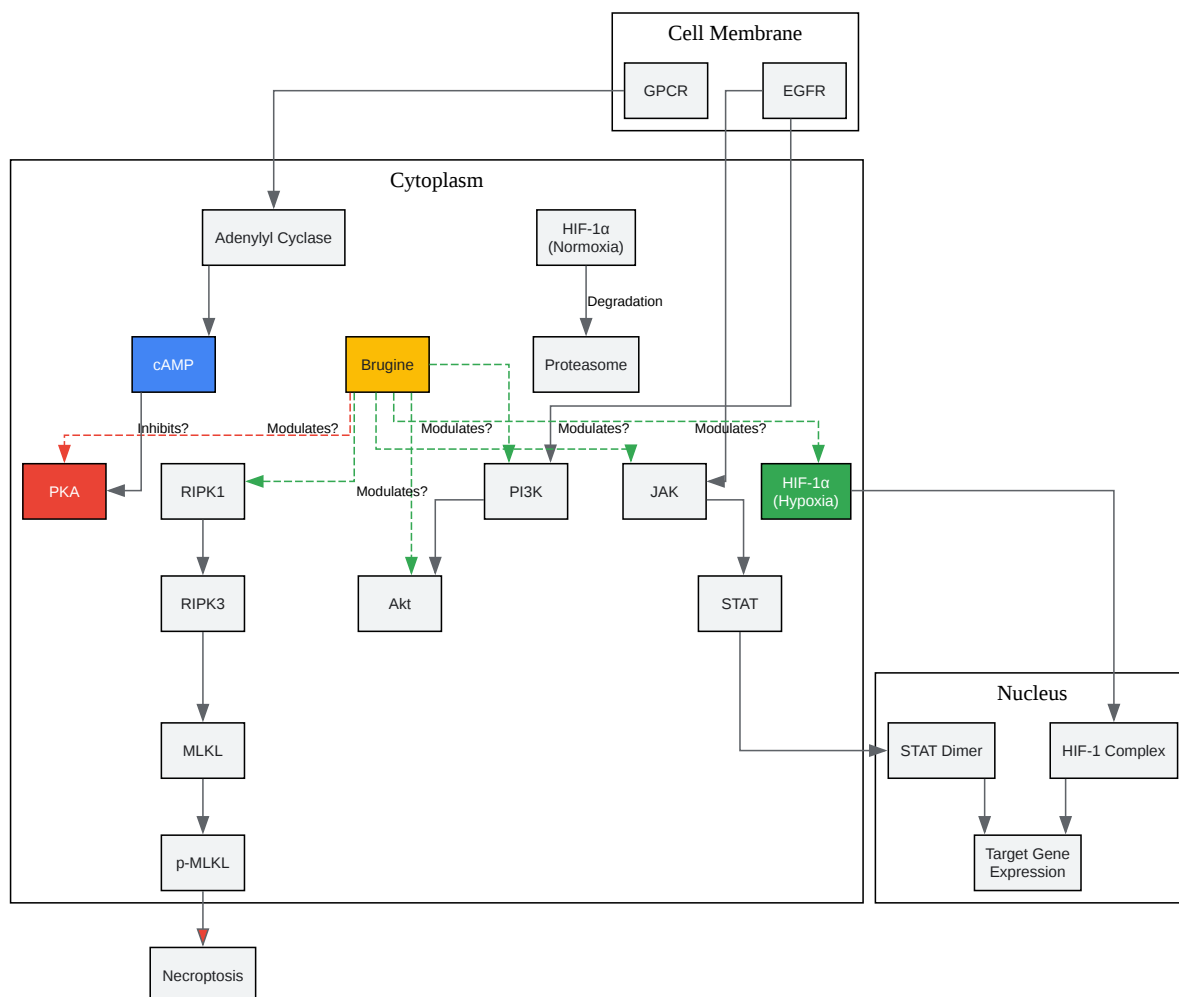 Cell Membrane
GPCR
EGFR
Cytoplasm
Adenylyl Cyclase
HIF-1α
(Normoxia)
Degradation
cAMP
Brugine
Proteasome
Inhibits?
Modulates?
Modulates?
Modulates?
Modulates?
PKA
RIPK1
Modulates?
PI3K
JAK
HIF-1α
(Hypoxia)
RIPK3
Akt
STAT
Nucleus
MLKL
STAT Dimer
HIF-1 Complex
p-MLKL
Target Gene
Expression
Necroptosis